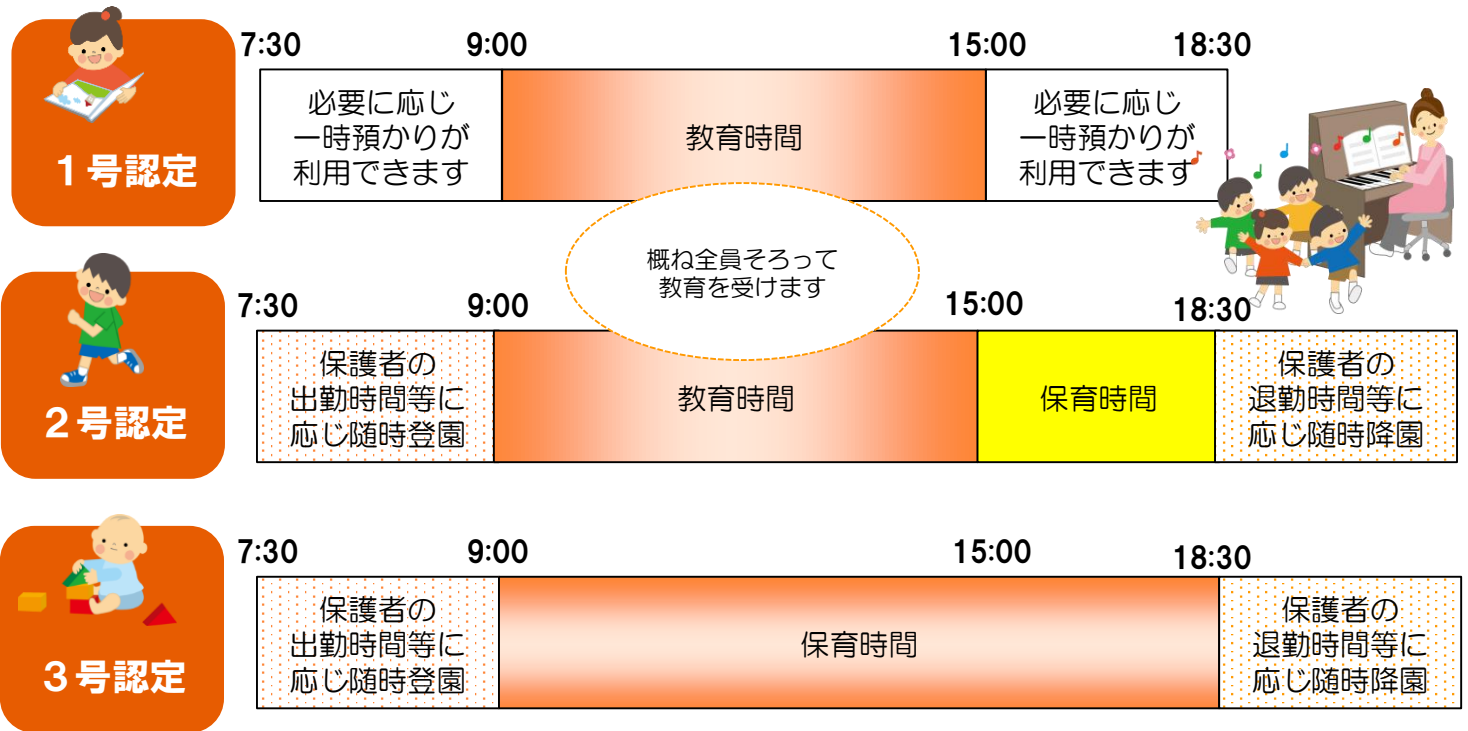 1号認定
7:30
9:00
15:00
18:30
必要に応じ
一時預かりが
利用できます
教育時間
必要に応じ
一時預かりが
利用できます
概ね全員そろって
教育を受けます
2号認定
7:30
9:00
15:00
18:30
保護者の
出勤時間等に
応じ随時登園
教育時間
保育時間
保護者の
退勤時間等に
応じ随時降園
3号認定
7:30
9:00
15:00
18:30
保護者の
出勤時間等に
応じ随時登園
保育時間
保護者の
退勤時間等に
応じ随時降園